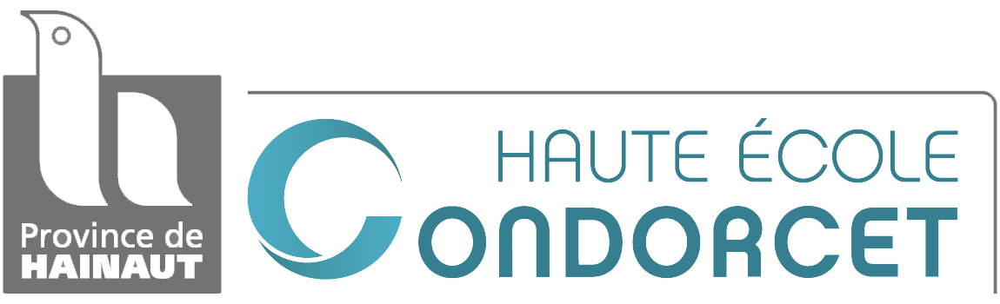 Province de
HAINAUT
HAUTE ÉCOLE
CONDORCET